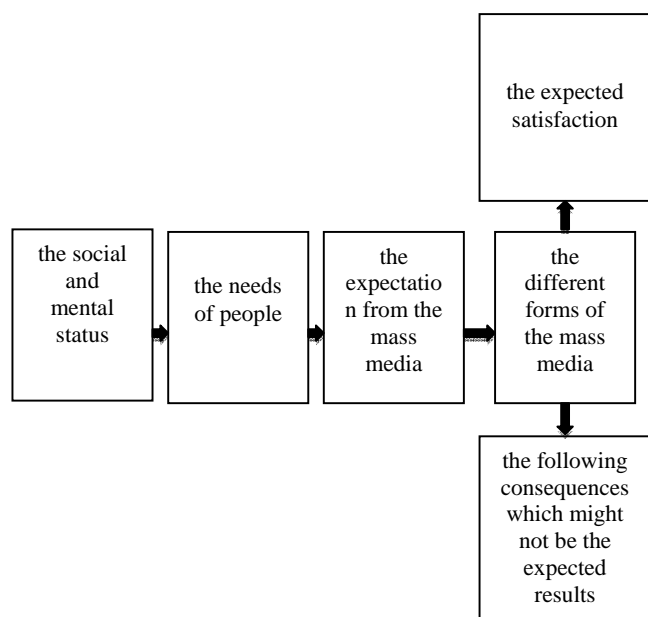 the expected
satisfaction
the social
and
mental
status
the needs
of people
the
expectatio
n from the
mass
media
the
different
forms of
the mass
media
the following
consequences
which might
not be the
expected
results